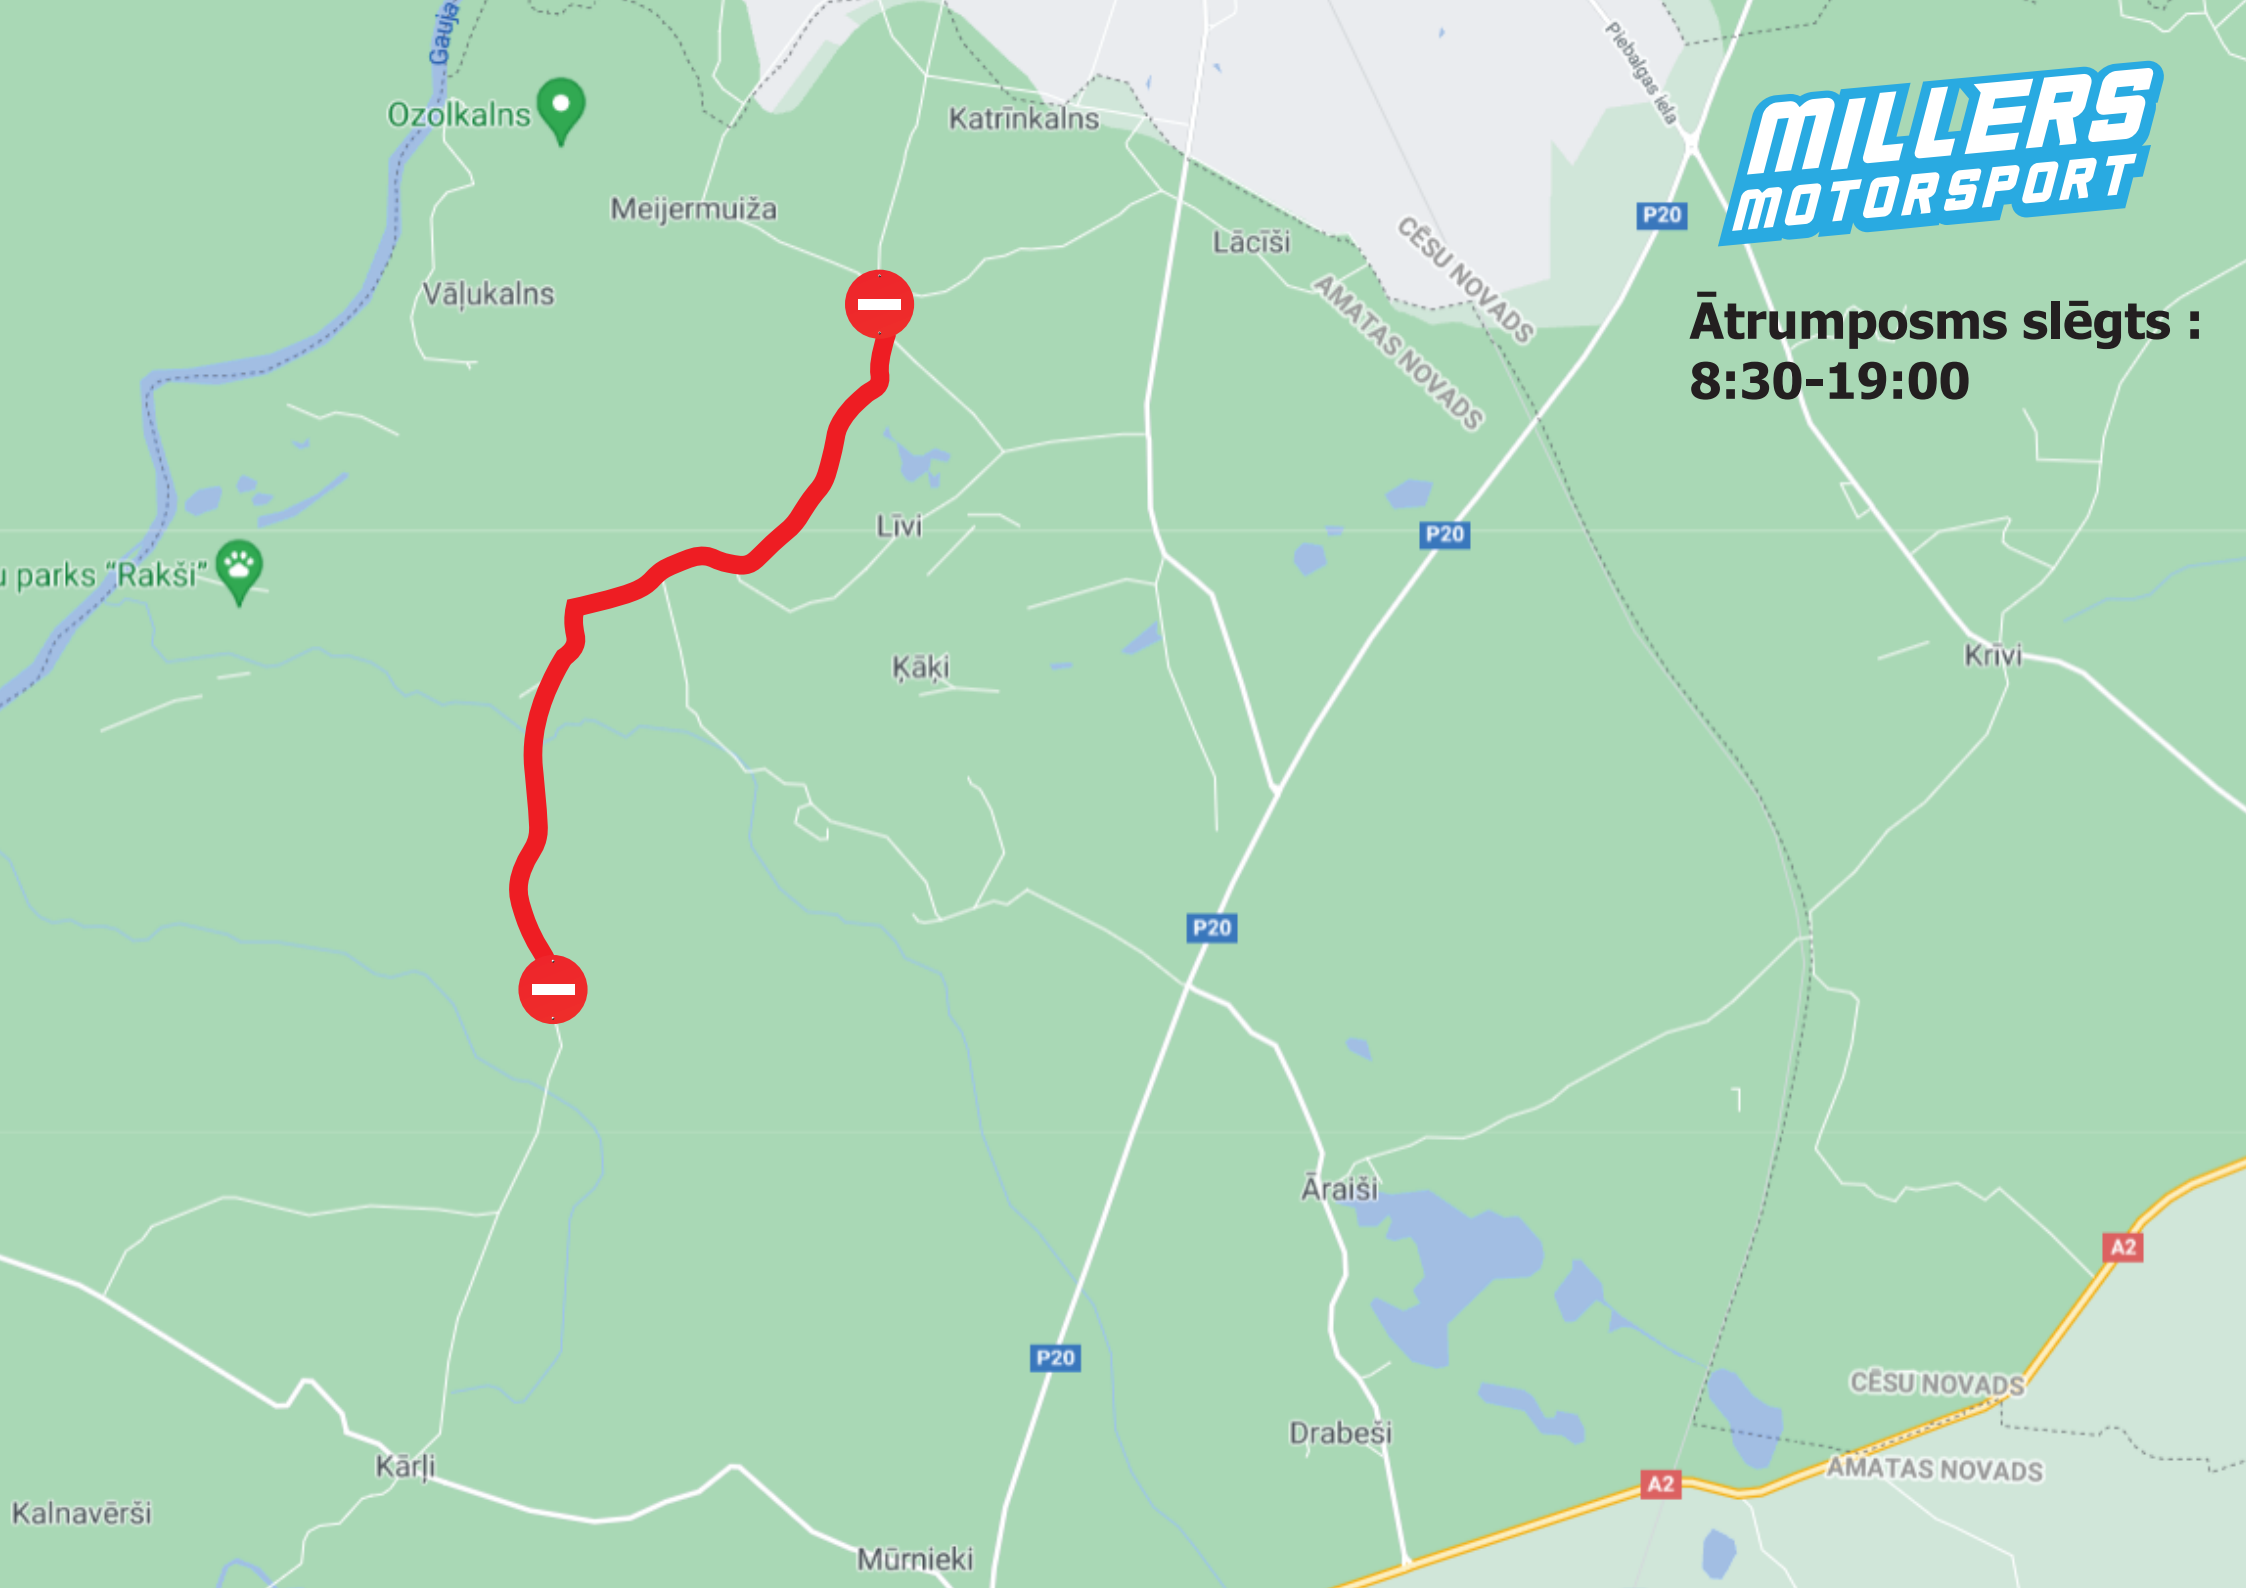 Gauja
Piebalgas iela
MILLERS
MOTORSPORT
Ozolkalns
Katrīnkalns
Meijermuiža
P20
Lācīši
CĒSU NOVADS
AMATAS NOVADS
Vāļukalns
Ātrumposms slēgts :
8:30-19:00
Līvi
P20
u parks "Rakši"
Ķāķi
Krīvi
P20
Āraiši
A2
P20
CĒSU NOVADS
Drabeši
Kārļi
AMATAS NOVADS
A2
Kalnavērši
Mūrnieki